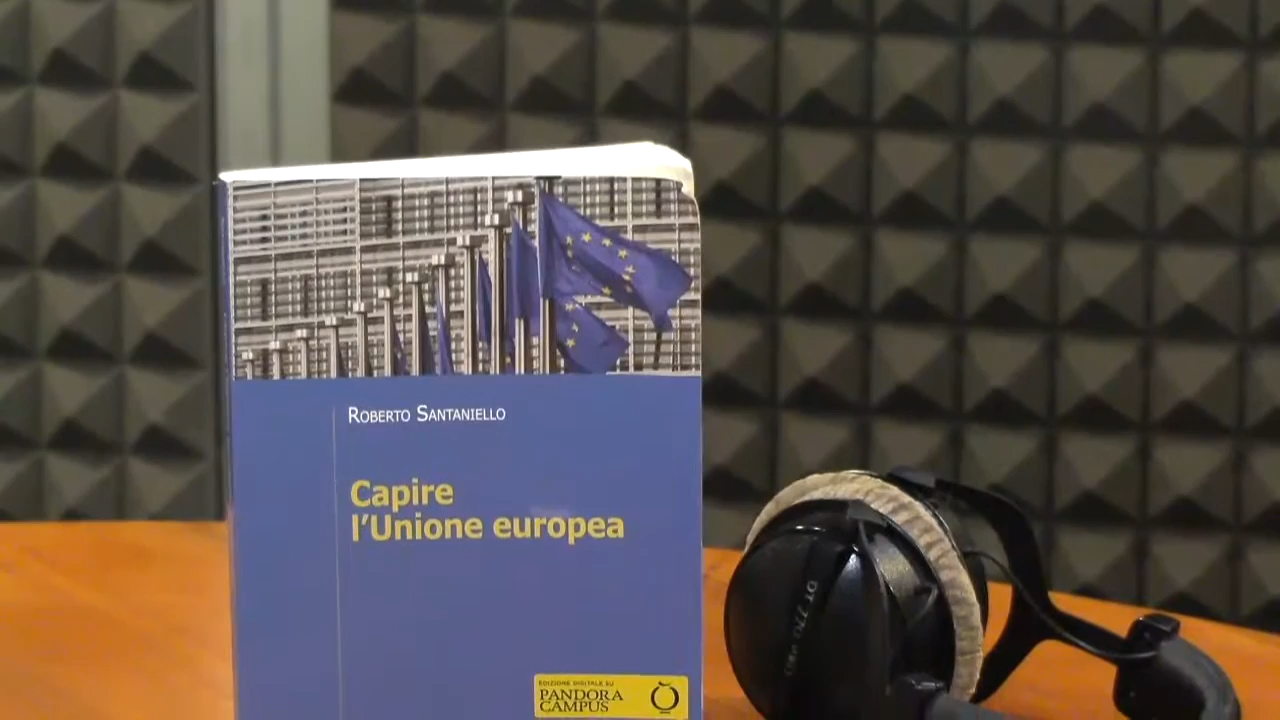 ROBERTO SANTANIELLO
Capire
l'Unione europea
EDIZIONE DIGITALE SU
PANDORA
CAMPUS
DT 770 PRO